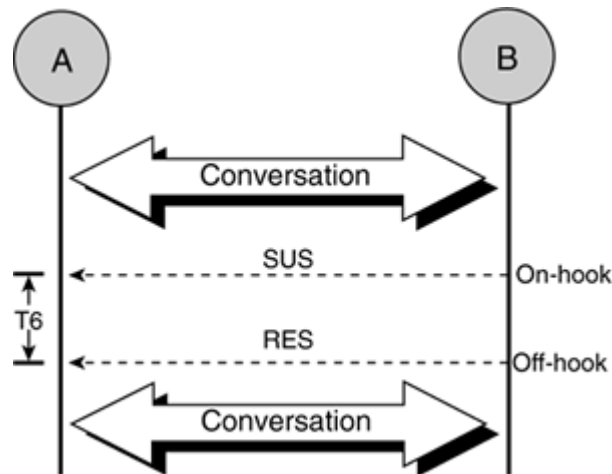 A
B
Conversation
SUS
On-hook
T6
RES
Off-hook
Conversation